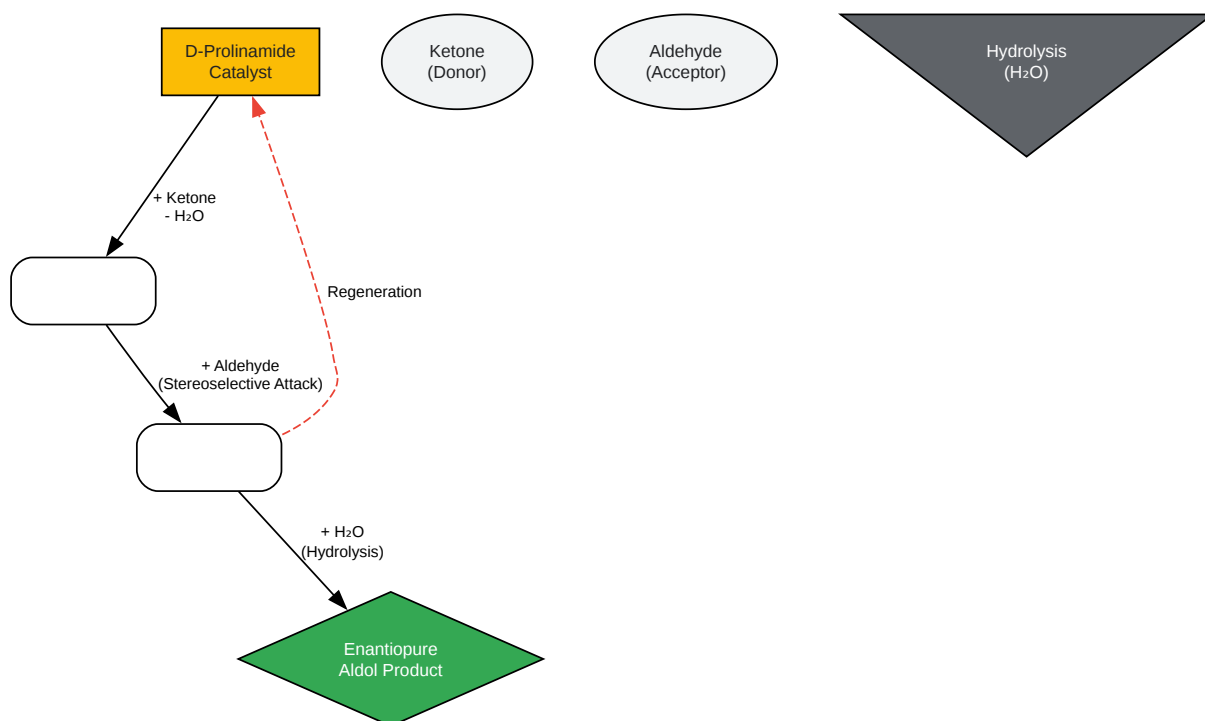 D-Prolinamide
Catalyst
Ketone
(Donor)
Aldehyde
(Acceptor)
Hydrolysis
(H₂O)
+ Ketone
- H₂O
Regeneration
+ Aldehyde
(Stereoselective Attack)
+ H₂O
(Hydrolysis)
Enantiopure
Aldol Product